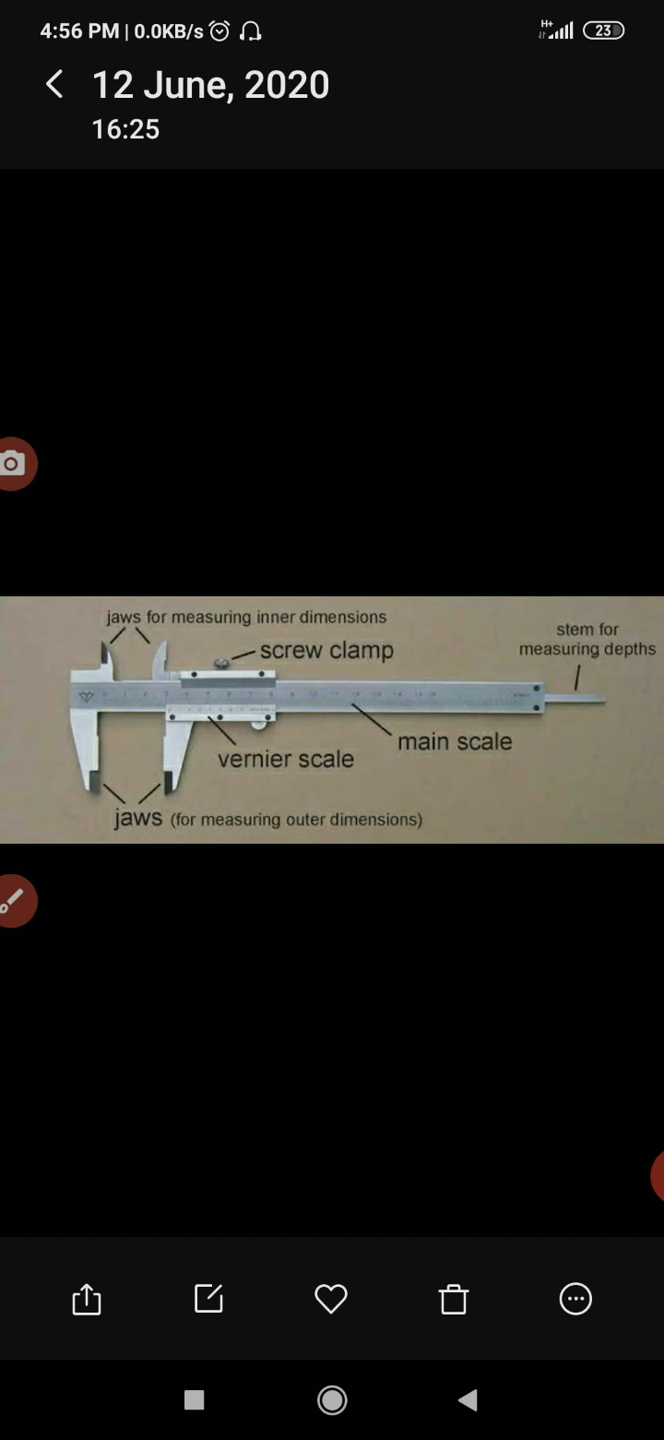 4:56 PM | 0.0KB/s
H+
23
12 June, 2020
16:25
jaws for measuring inner dimensions
stem for
measuring depths
screw clamp
main scale
vernier scale
jaws (for measuring outer dimensions)